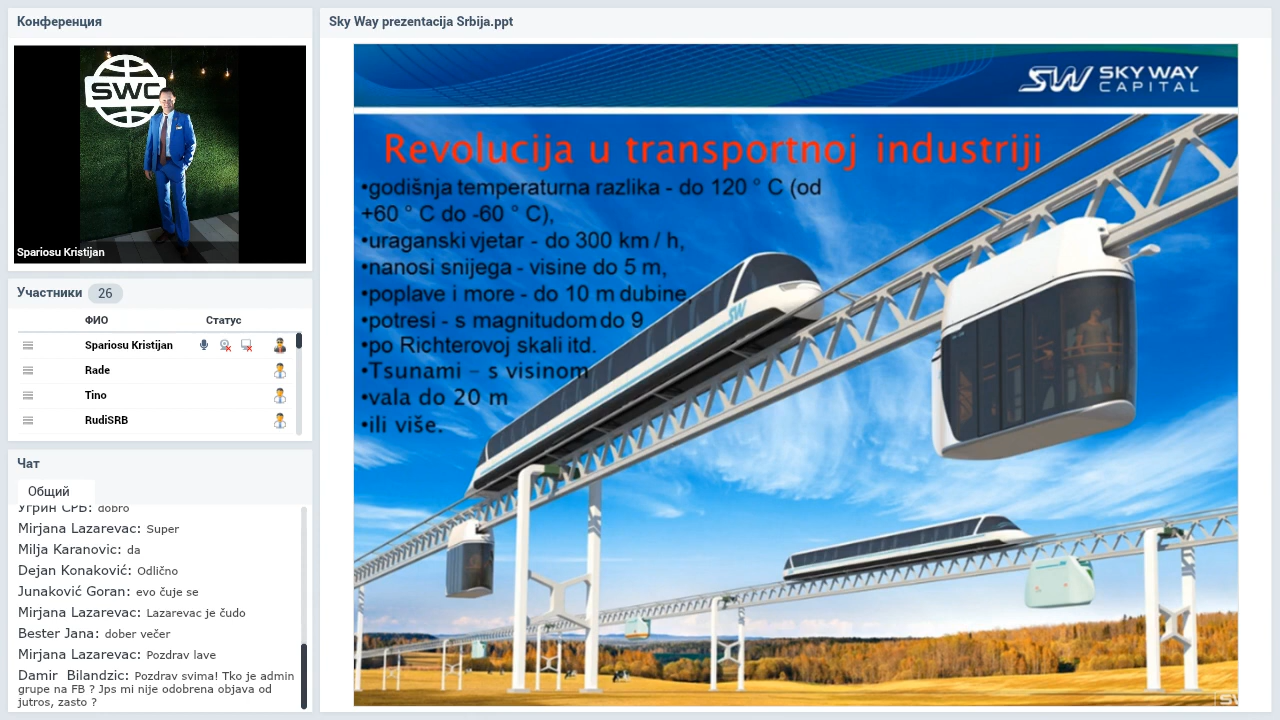 Конференция
SWC
Spariosu Kristijan
Участники 26
ФИО Статус
Spariosu Kristijan
Rade
Tino
RudiSRB
Чат
Общий
Угрин СРБ: dobro
Mirjana Lazarevac: Super
Milja Karanovic: da
Dejan Konaković: Odlično
Junaković Goran: evo čuje se
Mirjana Lazarevac: Lazarevac je čudo
Bester Jana: dober večer
Mirjana Lazarevac: Pozdrav lave
Damir Bilandzic: Pozdrav svima! Tko je admin
grupe na FB ? Jps mi nije odobrena objava od
jutros, zasto ?
Sky Way prezentacija Srbija.ppt
SW SKY WAY
CAPITAL
Revolucija u transportnoj industriji
•godišnja temperaturna razlika - do 120 ° C (od
+60 ° C do -60 ° C),
•uraganski vjetar - do 300 km / h,
•nanosi snijega - visine do 5 m,
•poplave i more - do 10 m dubine,
•potresi - s magnitudom do 9
•po Richterovoj skali itd.
•Tsunami – s visinom
•vala do 20 m
•ili više.
SW